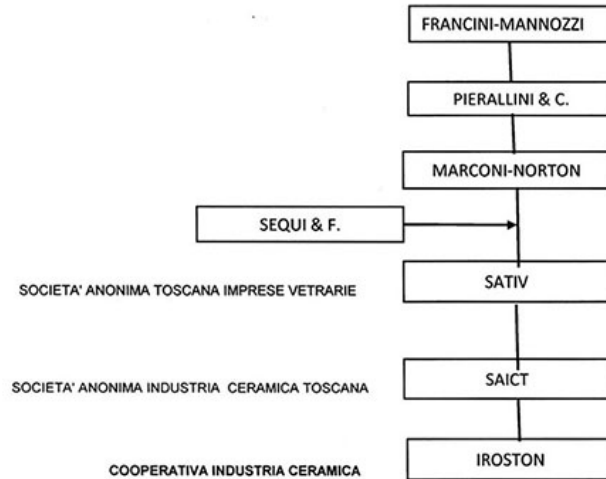 FRANCINI-MANNOZZI
PIERALLINI & C.
MARCONI-NORTON
SEQUI & F.
SATIV
SOCIETA' ANONIMA TOSCANA IMPRESE VETRARIE
SAICT
SOCIETA' ANONIMA INDUSTRIA CERAMICA TOSCANA
IROSTON
COOPERATIVA INDUSTRIA CERAMICA